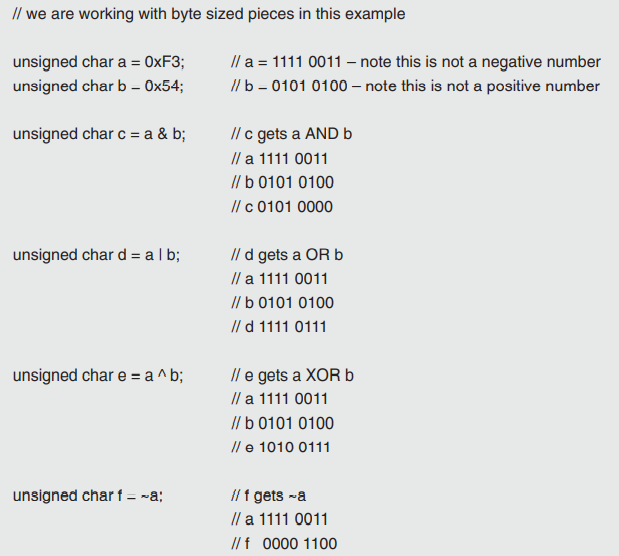 // we are working with byte sized pieces in this example
unsigned char a = 0xF3; // a = 1111 0011 – note this is not a negative number
unsigned char b = 0x54; // b = 0101 0100 – note this is not a positive number
unsigned char c = a & b; // c gets a AND b
// a 1111 0011
// b 0101 0100
// c 0101 0000
unsigned char d = a | b; // d gets a OR b
// a 1111 0011
// b 0101 0100
// d 1111 0111
unsigned char e = a ^ b; // e gets a XOR b
// a 1111 0011
// b 0101 0100
// e 1010 0111
unsigned char f = ~a; // f gets ~a
// a 1111 0011
// f 0000 1100